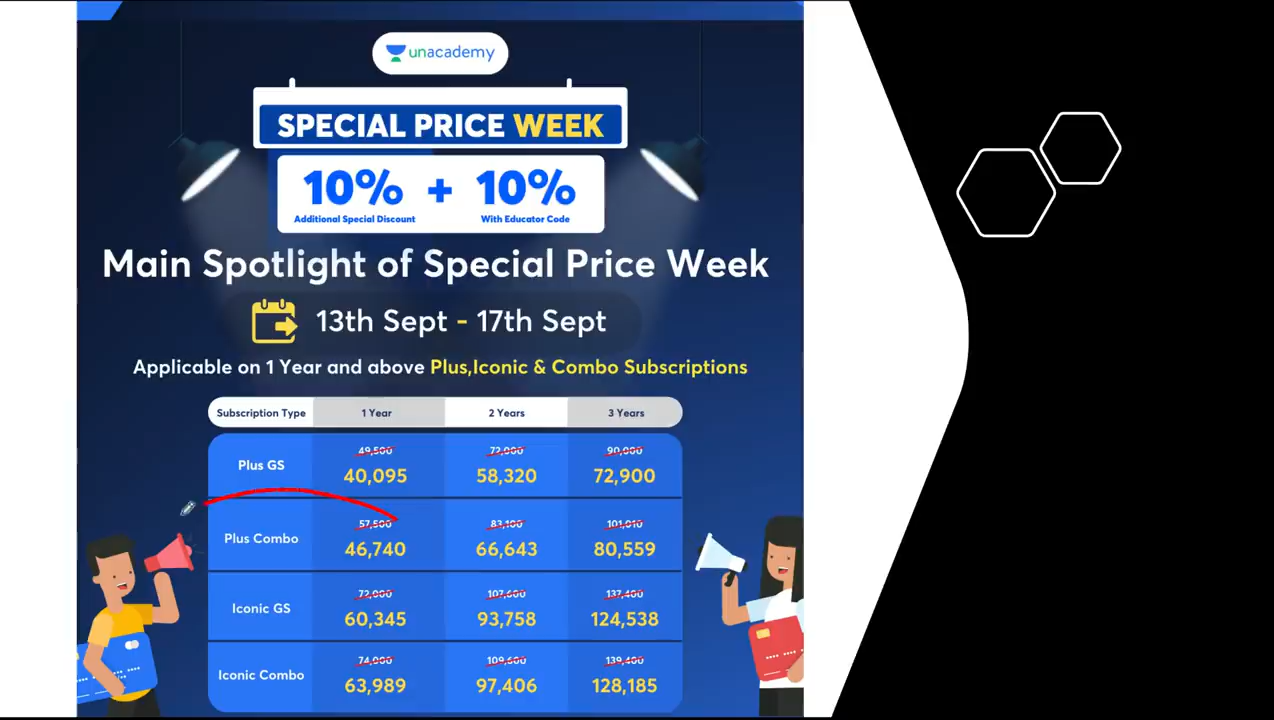 unacademy
SPECIAL PRICE WEEK
10% + 10%
Additional Special Discount With Educator Code
Main Spotlight of Special Price Week
13th Sept - 17th Sept
Applicable on 1 Year and above Plus,Iconic & Combo Subscriptions
Subscription Type 1 Year 2 Years 3 Years
49,500 72,000 90,000
Plus GS 40,095 58,320 72,900
57,500 83,100 101,010
Plus Combo 46,740 66,643 80,559
72,000 107,600 137,400
Iconic GS 60,345 93,758 124,538
74,000 109,600 139,400
Iconic Combo 63,989 97,406 128,185